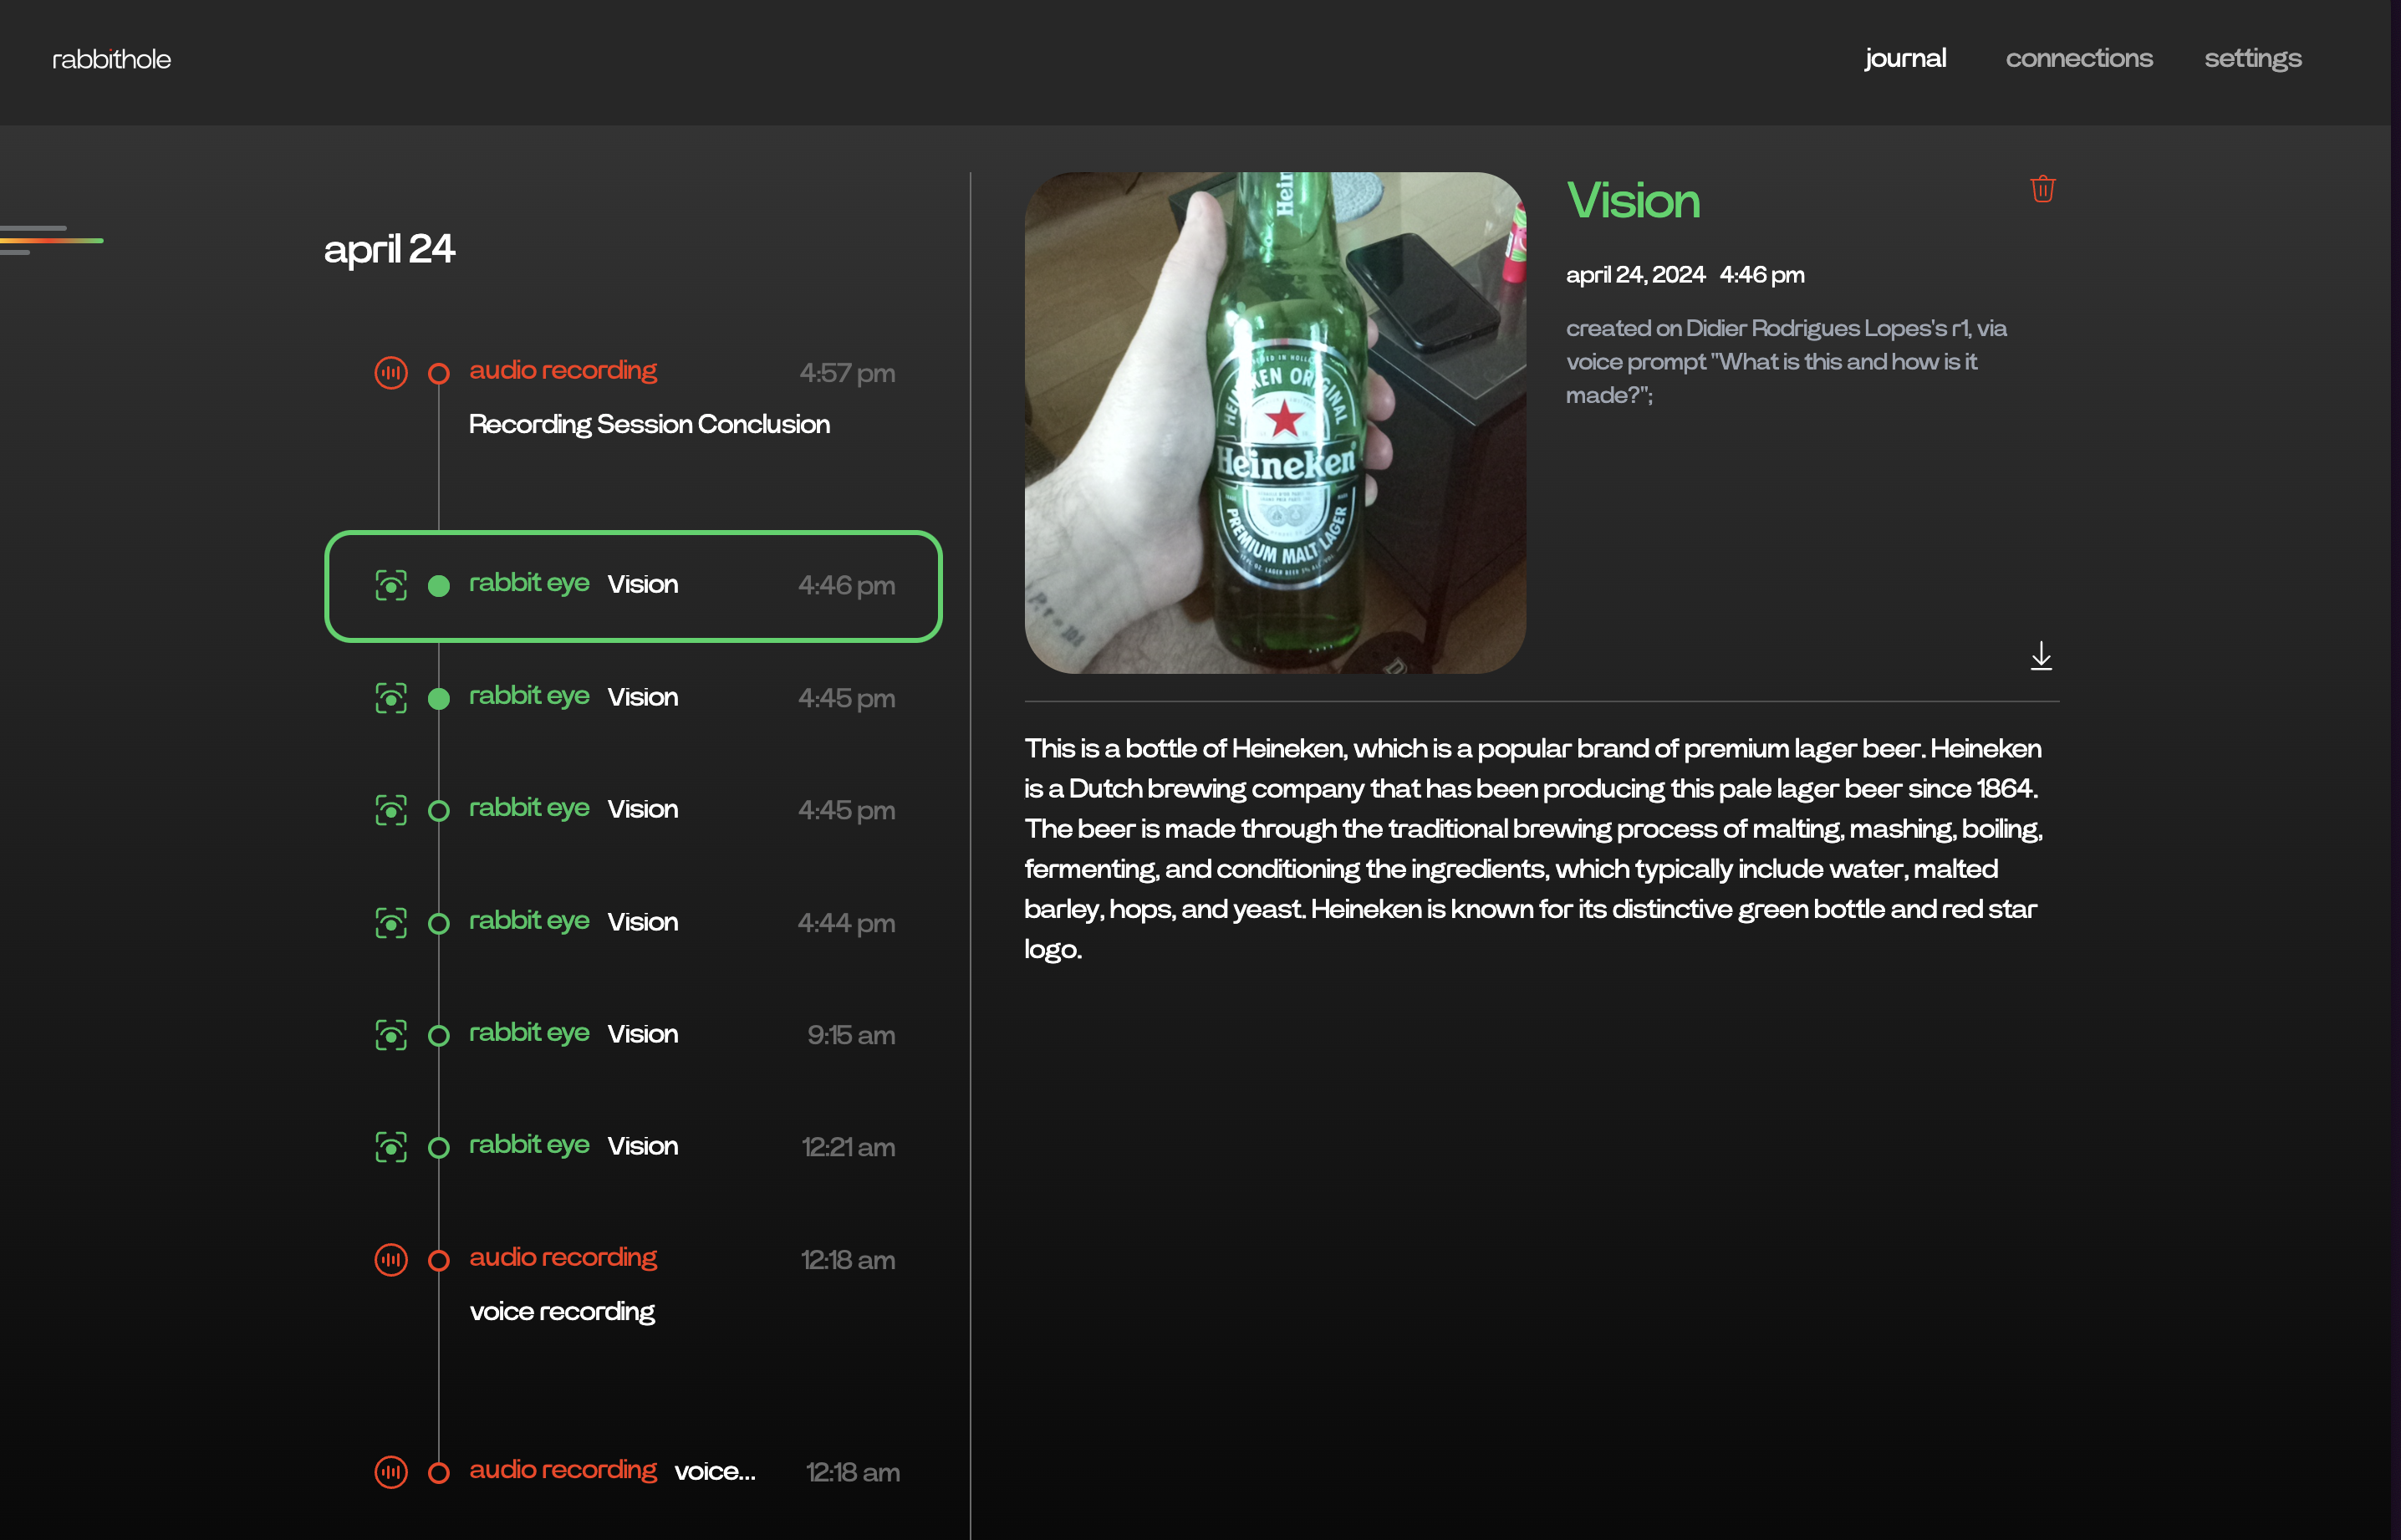 rabbithole
journal
connections
settings
april 24
audio recording
4:57 pm
Recording Session Conclusion
rabbit eye Vision
4:46 pm
rabbit eye Vision
4:45 pm
rabbit eye Vision
4:45 pm
rabbit eye Vision
4:44 pm
rabbit eye Vision
9:15 am
rabbit eye Vision
12:21 am
audio recording
12:18 am
voice recording
audio recording voice...
12:18 am
Hein
HEINEKEN ORIGINAL
Heineken
PREMIUM MALT LAGER
Vision
april 24, 2024 4:46 pm
created on Didier Rodrigues Lopes's r1, via
voice prompt "What is this and how is it
made?";
This is a bottle of Heineken, which is a popular brand of premium lager beer. Heineken
is a Dutch brewing company that has been producing this pale lager beer since 1864.
The beer is made through the traditional brewing process of malting, mashing, boiling,
fermenting, and conditioning the ingredients, which typically include water, malted
barley, hops, and yeast. Heineken is known for its distinctive green bottle and red star
logo.